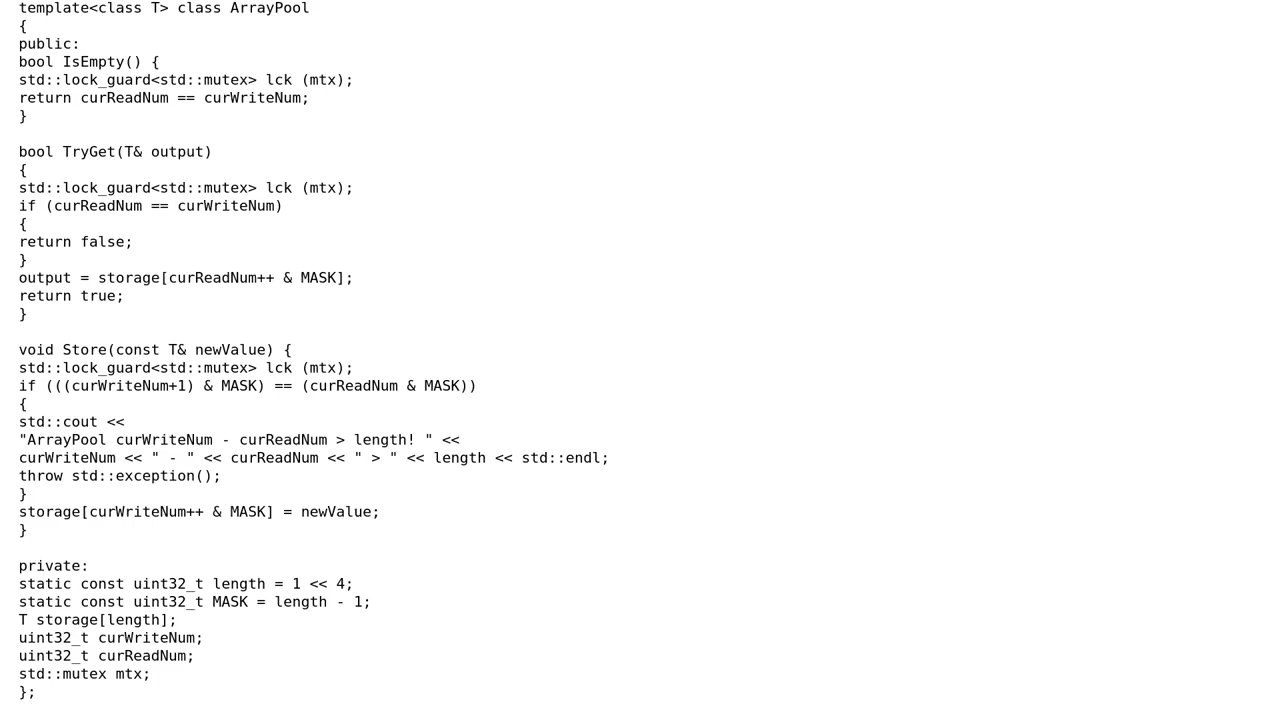 template<class T> class ArrayPool
{
public:
bool IsEmpty() {
std::lock_guard<std::mutex> lck (mtx);
return curReadNum == curWriteNum;
}

bool TryGet(T& output)
{
std::lock_guard<std::mutex> lck (mtx);
if (curReadNum == curWriteNum)
{
return false;
}
output = storage[curReadNum++ & MASK];
return true;
}

void Store(const T& newValue) {
std::lock_guard<std::mutex> lck (mtx);
if (((curWriteNum+1) & MASK) == (curReadNum & MASK))
{
std::cout <<
"ArrayPool curWriteNum - curReadNum > length! " <<
curWriteNum << " - " << curReadNum << " > " << length << std::endl;
throw std::exception();
}
storage[curWriteNum++ & MASK] = newValue;
}

private:
static const uint32_t length = 1 << 4;
static const uint32_t MASK = length - 1;
T storage[length];
uint32_t curWriteNum;
uint32_t curReadNum;
std::mutex mtx;
};